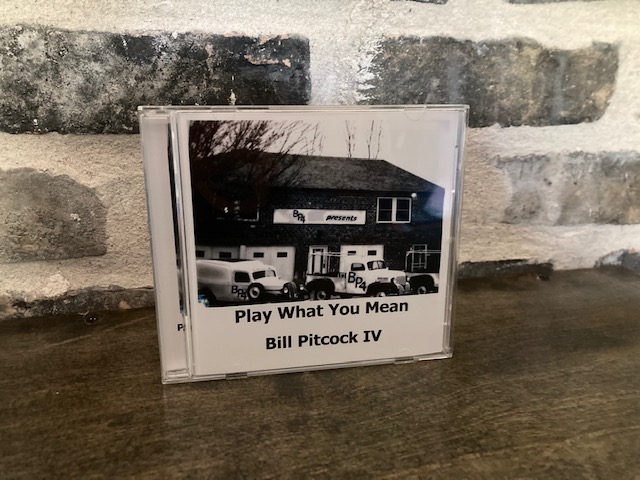 BP4 presents
BP4
BP4
Play What You Mean
Bill Pitcock IV